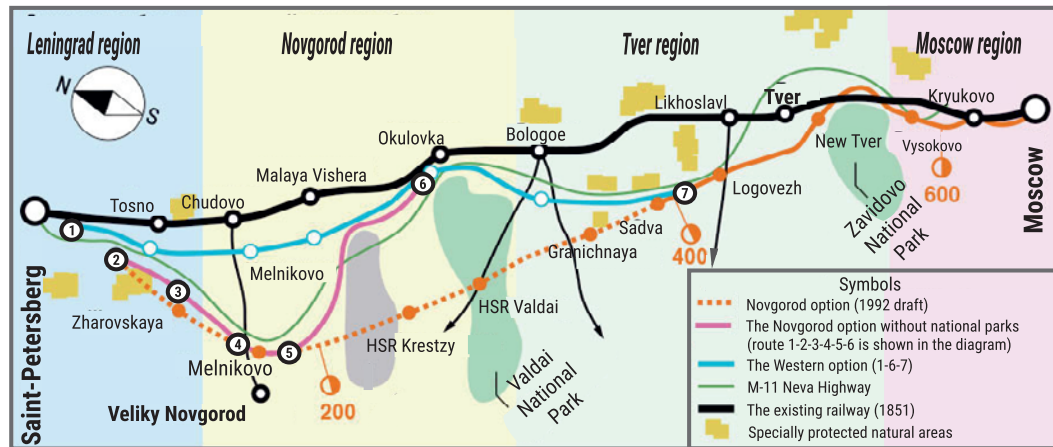 Leningrad region
Novgorod region
Tver region
Moscow region
N
S
Tosno
Chudovo
Malaya Vishera
Okulovka
Bologoe
Likhoslavl
Tver
Kryukovo
Vysokovo
New Tver
Logovezh
Sadva
Granichnaya
600
400
Zavidovo
National
Park
Moscow
1
2
3
4
5
6
7
Melnikovo
Zharovskaya
Melnikovo
HSR Krestzy
HSR Valdai
Valdai
National
Park
200
Veliky Novgorod
Saint-Petersberg
Symbols
Novgorod option (1992 draft)
The Novgorod option without national parks
(route 1-2-3-4-5-6 is shown in the diagram)
The Western option (1-6-7)
M-11 Neva Highway
The existing railway (1851)
Specially protected natural areas